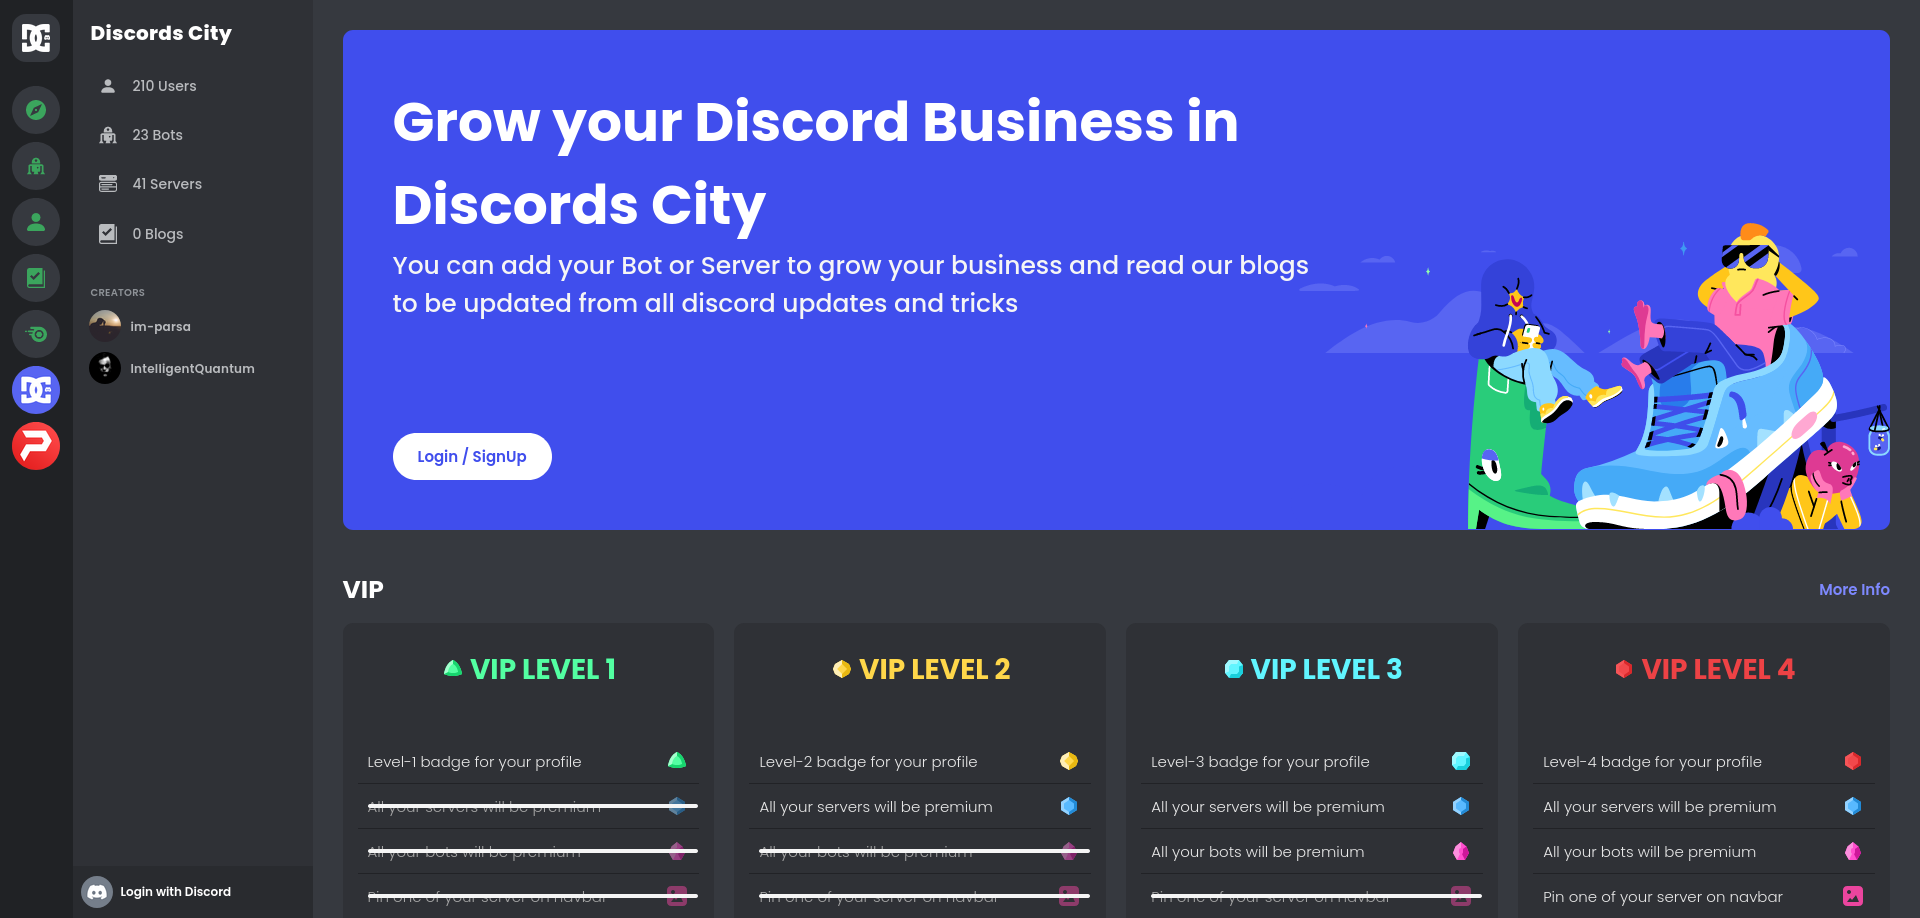 Discords City
210 Users
23 Bots
41 Servers
0 Blogs
CREATORS
im-parsa
IntelligentQuantum
Login with Discord
Grow your Discord Business in
Discords City
You can add your Bot or Server to grow your business and read our blogs
to be updated from all discord updates and tricks
Login / SignUp
VIP
More Info
VIP LEVEL 1
Level-1 badge for your profile
All your servers will be premium
All your bots will be premium
Pin one of your server on navbar
VIP LEVEL 2
Level-2 badge for your profile
All your servers will be premium
All your bots will be premium
Pin one of your server on navbar
VIP LEVEL 3
Level-3 badge for your profile
All your servers will be premium
All your bots will be premium
Pin one of your server on navbar
VIP LEVEL 4
Level-4 badge for your profile
All your servers will be premium
All your bots will be premium
Pin one of your server on navbar